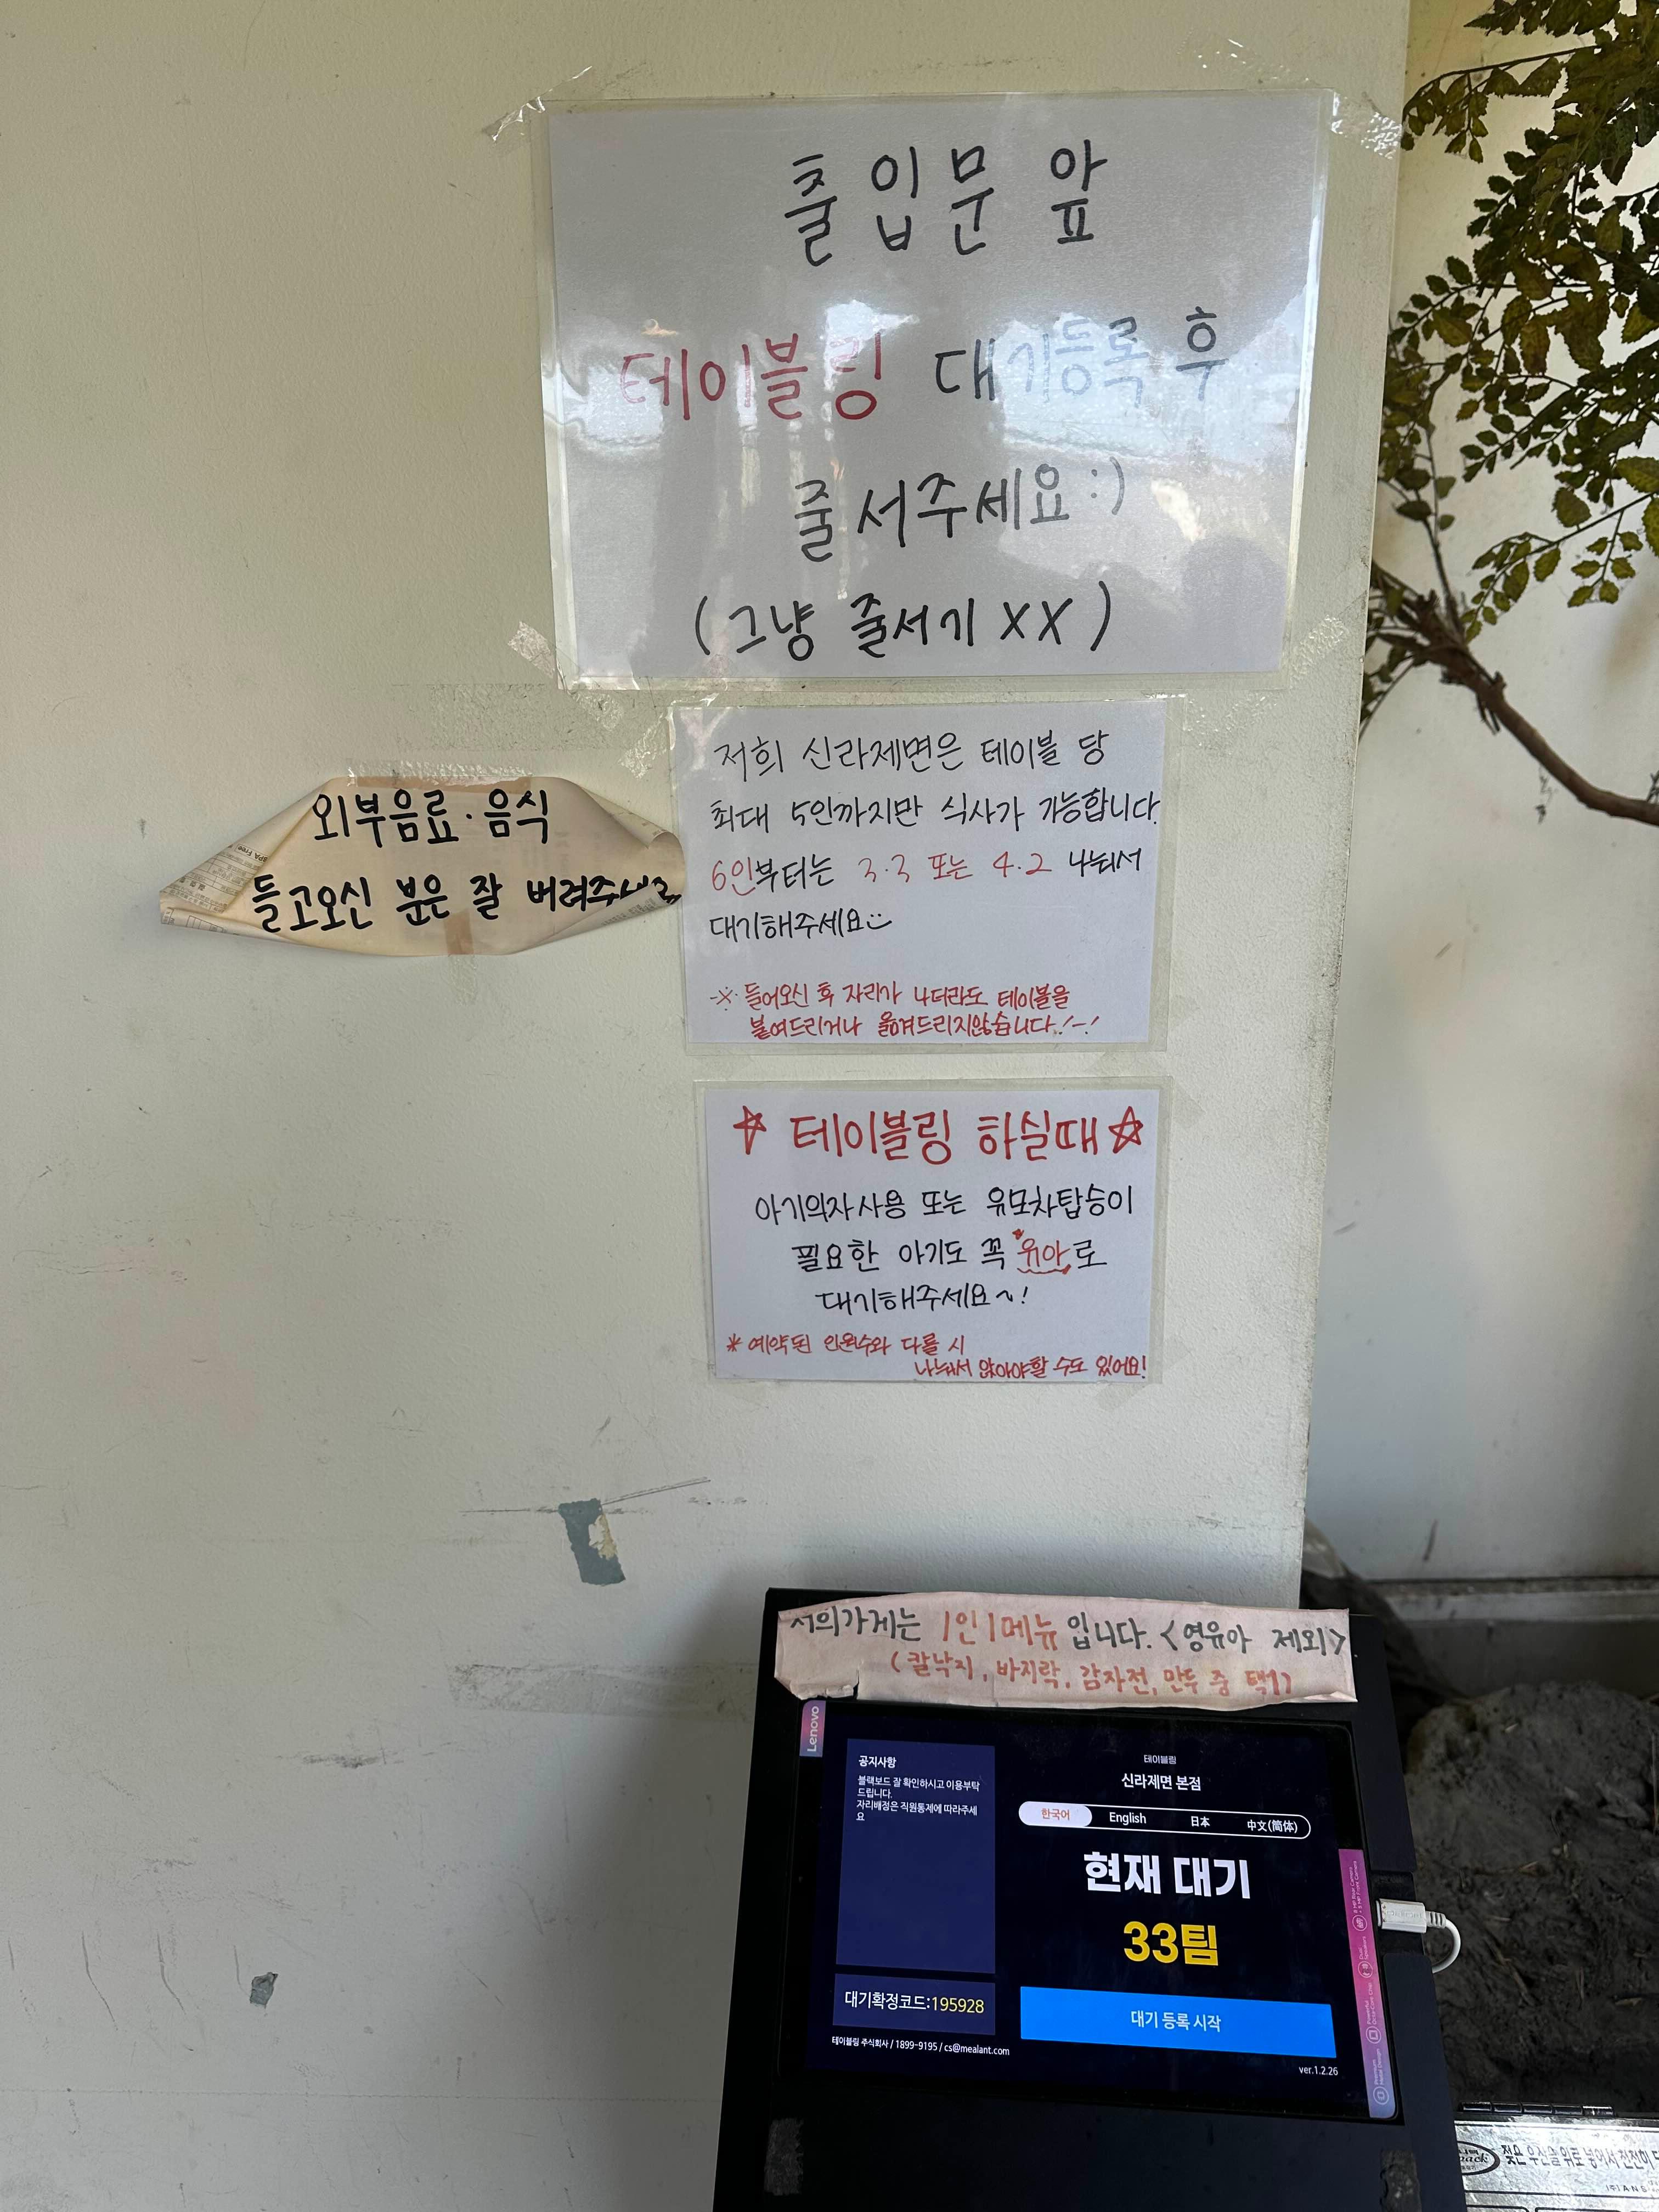 출입문 앞
테이블링 대기등록 후
줄서주세요:)
(그냥 줄서기 XX)
외부음료·음식
들고오신 분은 잘 버려주세요
저희 신라제면은 테이블 당
최대 5인까지만 식사가 가능합니다.
6인부터는 3.3 또는 4.2 나눠서
대기해주세요
※ 들어오신 후 자리가 나더라도 테이블을
붙여드리거나 옮겨드리지않습니다.!-!
☆ 테이블링 하실때 ☆
아기의자사용 또는 유모차탑승이
필요한 아기도 꼭 "유아"로
대기해주세요~!
* 예약된 인원수와 다를 시
나눠서 앉아야할 수도 있어요!
저희가게는 1인1메뉴 입니다. <영유아 제외>
(칼낙지, 바지락, 감자전, 만두 중 택1)
Lenovo
공지사항
블랙보드 잘 확인하시고 이용부탁
드립니다.
자리배정은 직원통제에 따라주세
요
테이블링
신라제면 본점
한국어 English 日本 中文(简体)
현재 대기
33팀
대기확정코드:195928
대기 등록 시작
테이블링 주식회사 / 1899-9195 / cs@mealant.com
ver.1.2.26
젖은 우산을 위로 넣어서 천천히